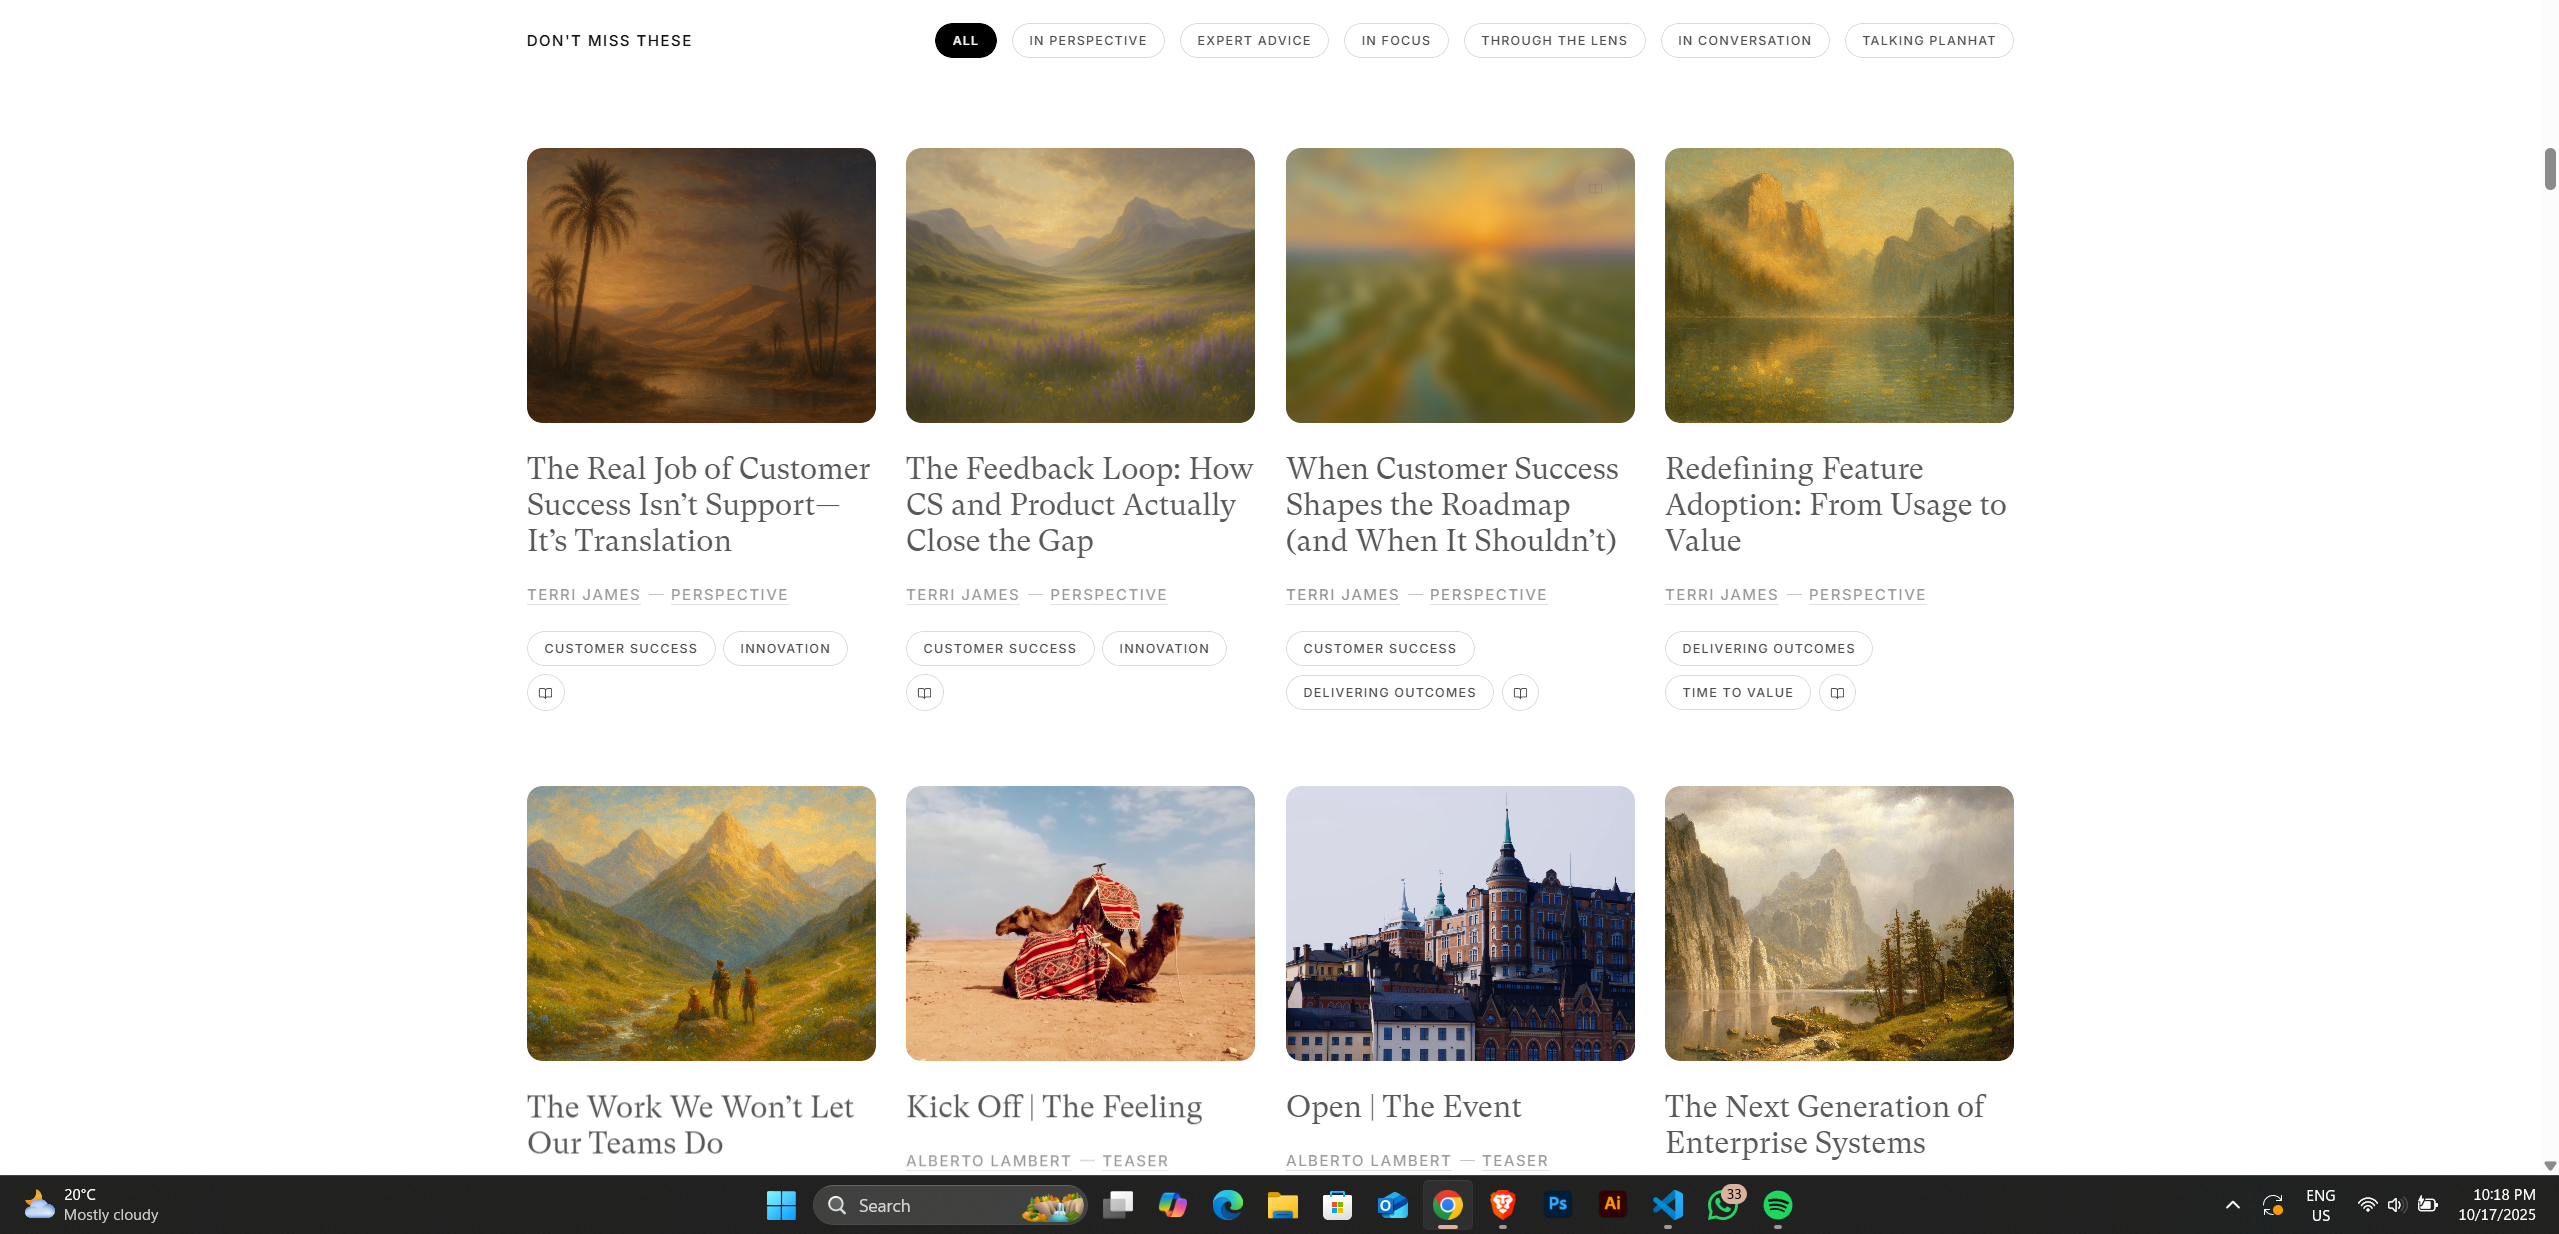 DON'T MISS THESE
ALL
IN PERSPECTIVE
EXPERT ADVICE
IN FOCUS
THROUGH THE LENS
IN CONVERSATION
TALKING PLANHAT
The Real Job of Customer
Success Isn’t Support—
It’s Translation
TERRI JAMES — PERSPECTIVE
CUSTOMER SUCCESS
INNOVATION
The Feedback Loop: How
CS and Product Actually
Close the Gap
TERRI JAMES — PERSPECTIVE
CUSTOMER SUCCESS
INNOVATION
When Customer Success
Shapes the Roadmap
(and When It Shouldn’t)
TERRI JAMES — PERSPECTIVE
CUSTOMER SUCCESS
DELIVERING OUTCOMES
Redefining Feature
Adoption: From Usage to
Value
TERRI JAMES — PERSPECTIVE
DELIVERING OUTCOMES
TIME TO VALUE
The Work We Won’t Let
Our Teams Do
Kick Off | The Feeling
ALBERTO LAMBERT — TEASER
Open | The Event
ALBERTO LAMBERT — TEASER
The Next Generation of
Enterprise Systems
20°C
Mostly cloudy
Search
Ps
Ai
33
ENG
US
10:18 PM
10/17/2025